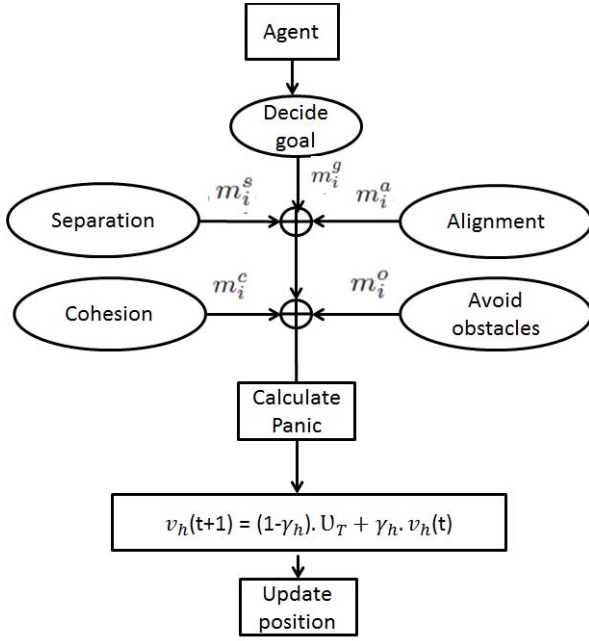 Agent
Decide
goal
m_i^s
m_i^g
m_i^a
Separation
Alignment
m_i^c
m_i^o
Cohesion
Avoid
obstacles
Calculate
Panic
v_h(t+1) = (1-γ_h). U_T + γ_h. v_h(t)
Update
position